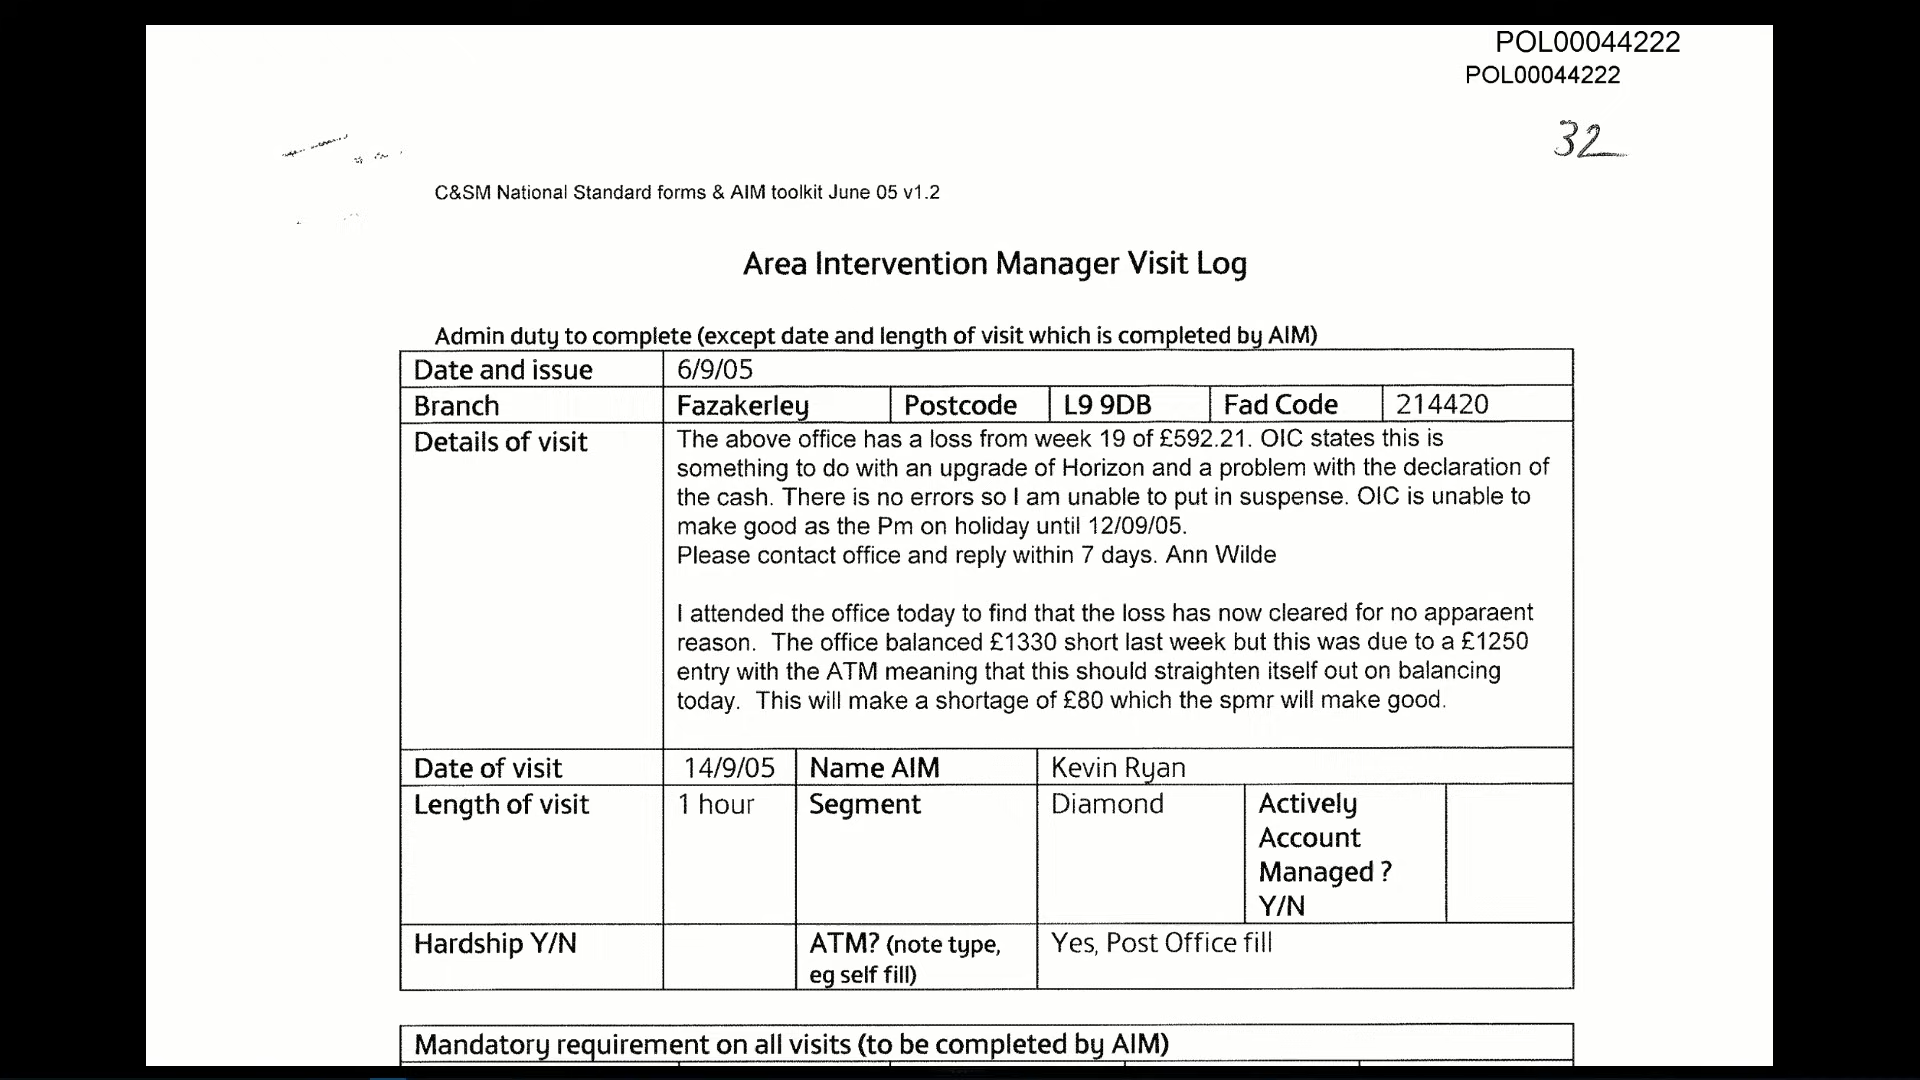 POL00044222
POL00044222
32
C&SM National Standard forms & AIM toolkit June 05 v1.2
Area Intervention Manager Visit Log
Admin duty to complete (except date and length of visit which is completed by AIM)
Date and issue 6/9/05
Branch Fazakerley Postcode L9 9DB Fad Code 214420
Details of visit The above office has a loss from week 19 of £592.21. OIC states this is
something to do with an upgrade of Horizon and a problem with the declaration of
the cash. There is no errors so I am unable to put in suspense. OIC is unable to
make good as the Pm on holiday until 12/09/05.
Please contact office and reply within 7 days. Ann Wilde
I attended the office today to find that the loss has now cleared for no apparaent
reason. The office balanced £1330 short last week but this was due to a £1250
entry with the ATM meaning that this should straighten itself out on balancing
today. This will make a shortage of £80 which the spmr will make good.
Date of visit 14/9/05 Name AIM Kevin Ryan
Length of visit 1 hour Segment Diamond Actively
Account
Managed ?
Y/N
Hardship Y/N ATM? (note type, Yes, Post Office fill
eg self fill)
Mandatory requirement on all visits (to be completed by AIM)